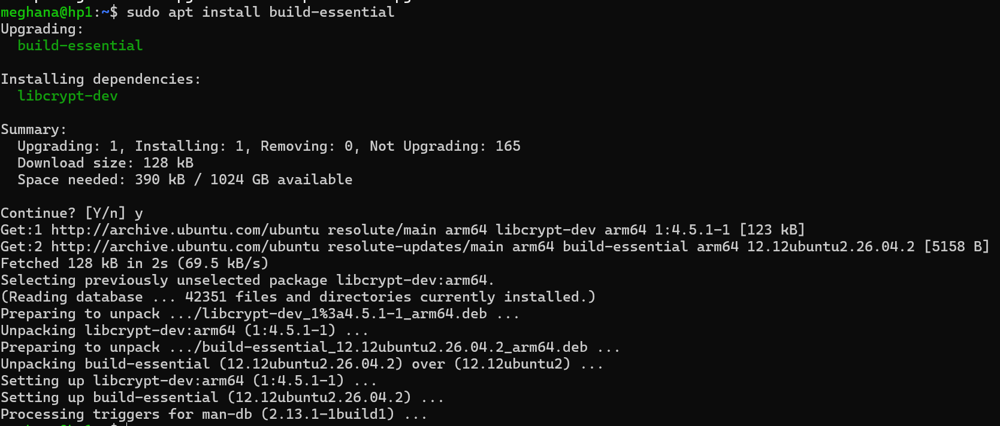 meghana@hp1:~$ sudo apt install build-essential
Upgrading:
  build-essential

Installing dependencies:
  libcrypt-dev

Summary:
  Upgrading: 1, Installing: 1, Removing: 0, Not Upgrading: 165
  Download size: 128 kB
  Space needed: 390 kB / 1024 GB available

Continue? [Y/n] y
Get:1 http://archive.ubuntu.com/ubuntu resolute/main arm64 libcrypt-dev arm64 1:4.5.1-1 [123 kB]
Get:2 http://archive.ubuntu.com/ubuntu resolute-updates/main arm64 build-essential arm64 12.12ubuntu2.26.04.2 [5158 B]
Fetched 128 kB in 2s (69.5 kB/s)
Selecting previously unselected package libcrypt-dev:arm64.
(Reading database ... 42351 files and directories currently installed.)
Preparing to unpack .../libcrypt-dev_1%3a4.5.1-1_arm64.deb ...
Unpacking libcrypt-dev:arm64 (1:4.5.1-1) ...
Preparing to unpack .../build-essential_12.12ubuntu2.26.04.2_arm64.deb ...
Unpacking build-essential (12.12ubuntu2.26.04.2) over (12.12ubuntu2) ...
Setting up libcrypt-dev:arm64 (1:4.5.1-1) ...
Setting up build-essential (12.12ubuntu2.26.04.2) ...
Processing triggers for man-db (2.13.1-1build1) ...